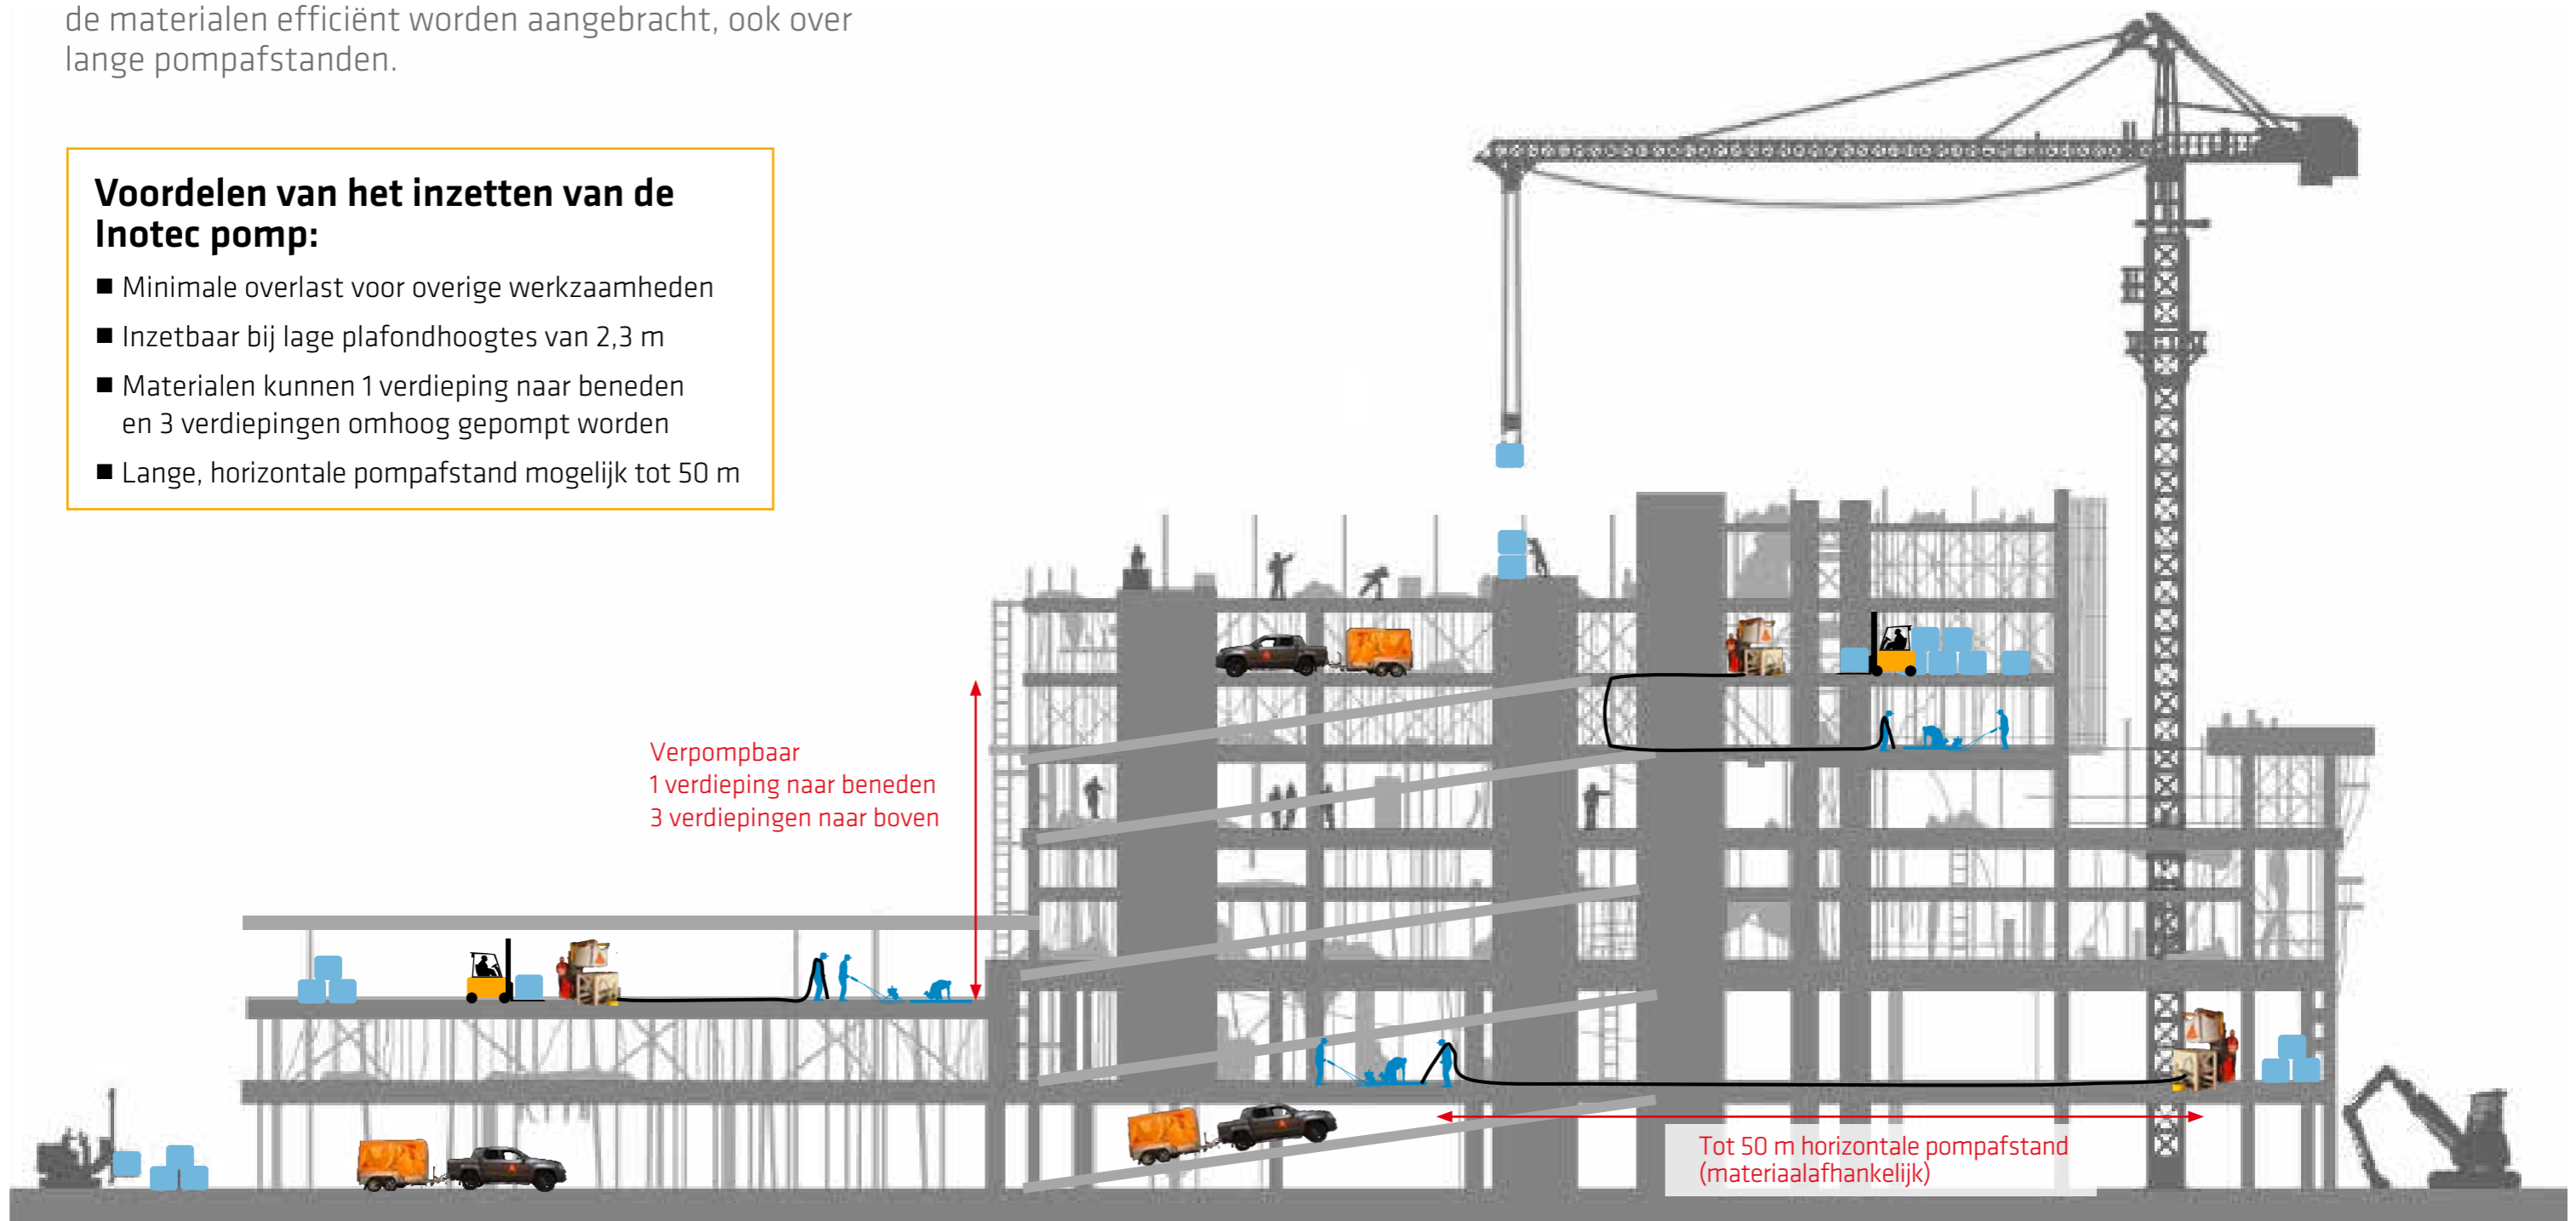 de materialen efficiënt worden aangebracht, ook over
lange pompafstanden.
Voordelen van het inzetten van de
Inotec pomp:
■ Minimale overlast voor overige werkzaamheden
■ Inzetbaar bij lage plafondhoogtes van 2,3 m
■ Materialen kunnen 1 verdieping naar beneden
en 3 verdiepingen omhoog gepompt worden
■ Lange, horizontale pompafstand mogelijk tot 50 m
Verpompbaar
1 verdieping naar beneden
3 verdiepingen naar boven
Tot 50 m horizontale pompafstand
(materiaalafhankelijk)